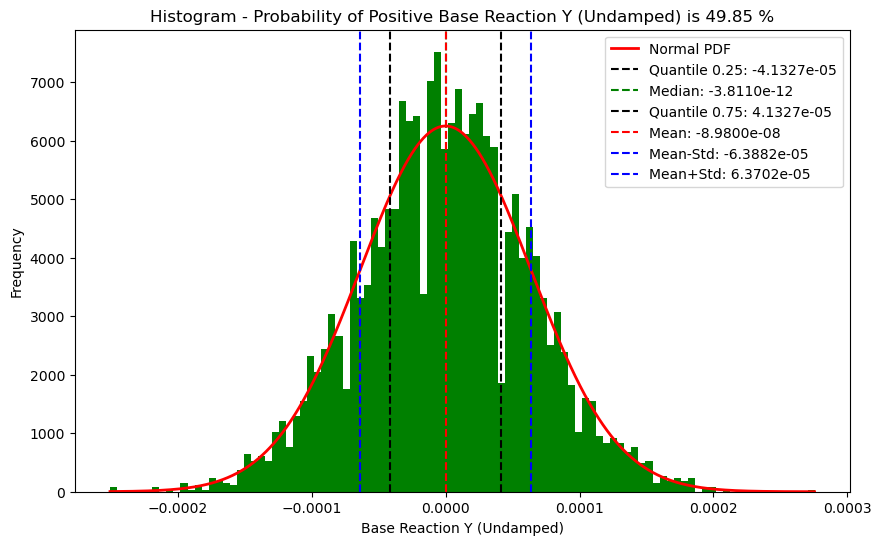 Histogram - Probability of Positive Base Reaction Y (Undamped) is 49.85 %
Normal PDF
Quantile 0.25: -4.1327e-05
Median: -3.8110e-12
Quantile 0.75: 4.1327e-05
Mean: -8.9800e-08
Mean-Std: -6.3882e-05
Mean+Std: 6.3702e-05
Frequency
7000
6000
5000
4000
3000
2000
1000
0
−0.0002 −0.0001 0.0000 0.0001 0.0002 0.0003
Base Reaction Y (Undamped)